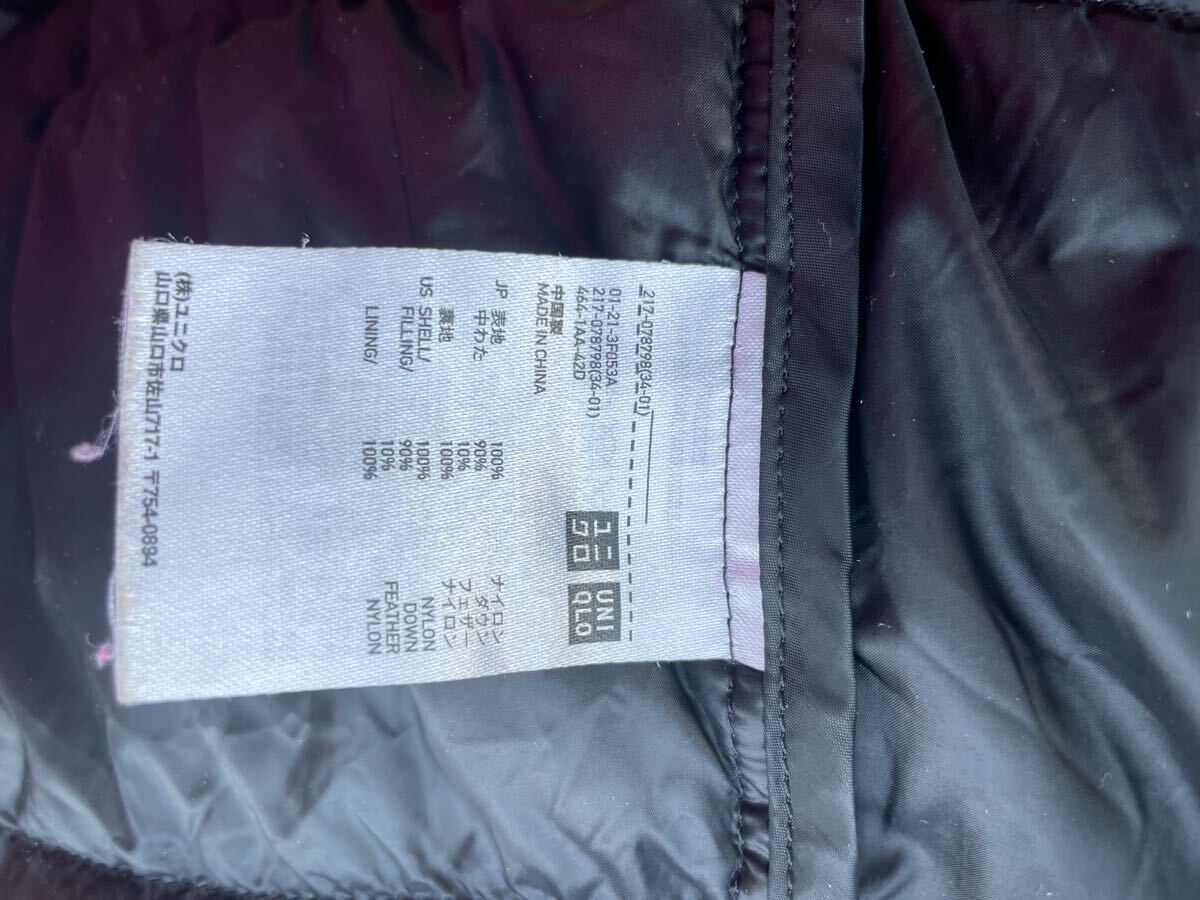 217-078798(34-01)
01-21-3F053A
217-078798(34-01)
464-1AA-42D
中国製
MADE IN CHINA
ユニ
クロ
UNI
QLO
JP 表地 100% ナイロン
中わた 90% ダウン
10% フェザー
裏地 100% ナイロン
US SHELL/ 100% NYLON
FILLING/ 90% DOWN
10% FEATHER
LINING/ 100% NYLON
(株)ユニクロ
山口県山口市佐山717-1 〒754-0894